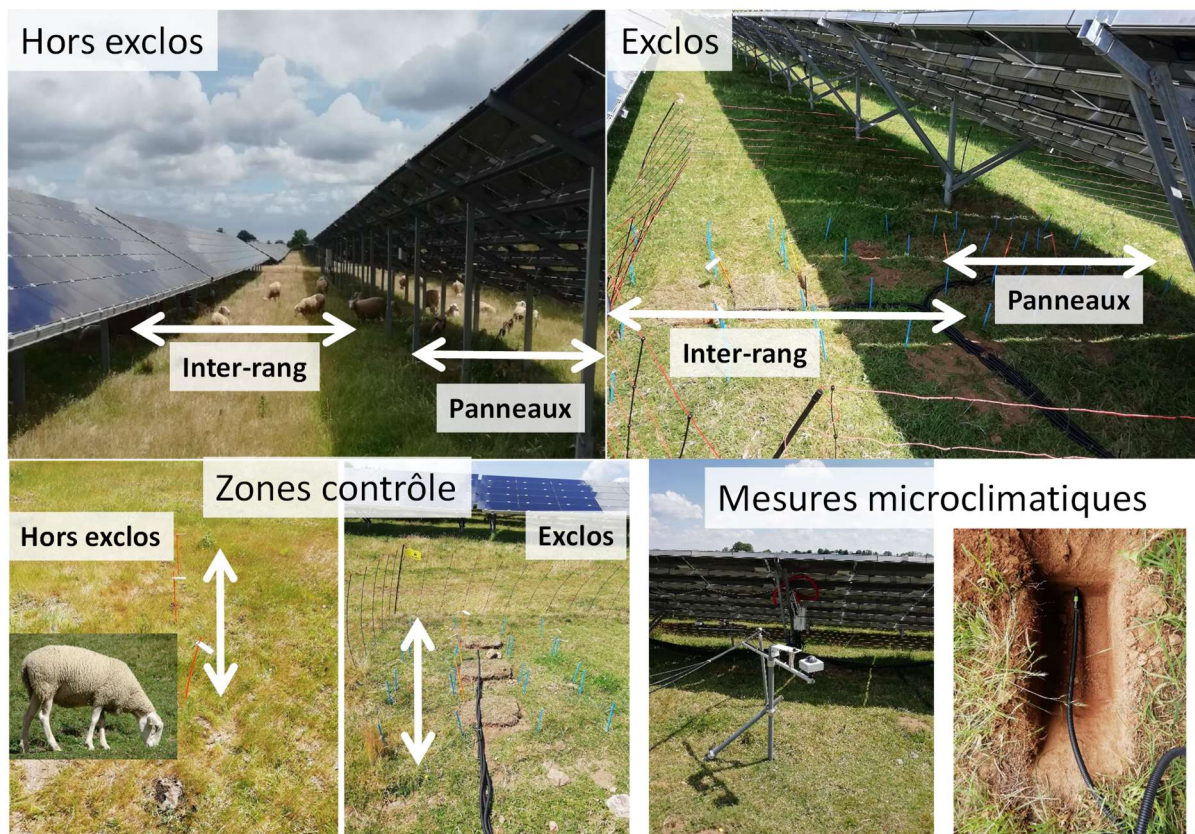 Hors exclos
Exclos
Inter-rang
Panneaux
Panneaux
Inter-rang
Zones contrôle
Hors exclos
Exclos
Mesures microclimatiques